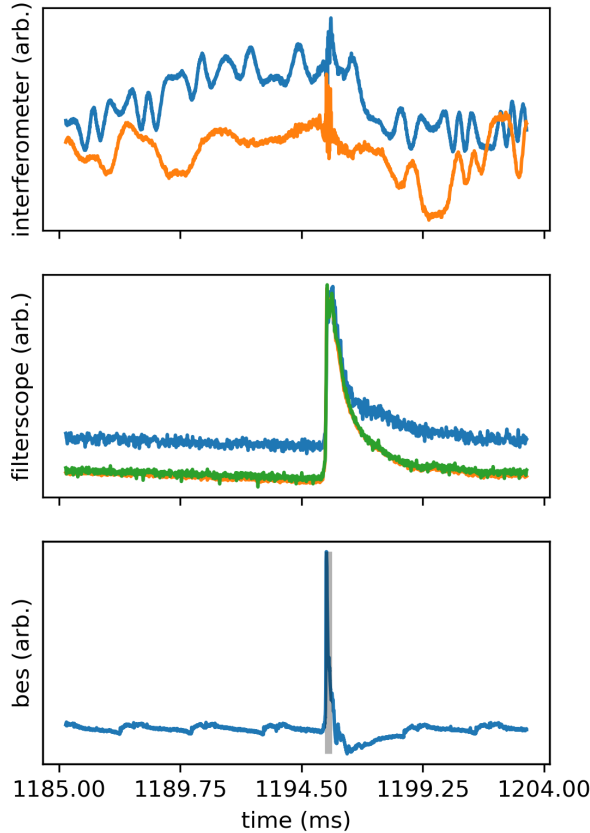 interferometer (arb.)
filterscope (arb.)
bes (arb.)
1185.00 1189.75 1194.50 1199.25 1204.00
time (ms)